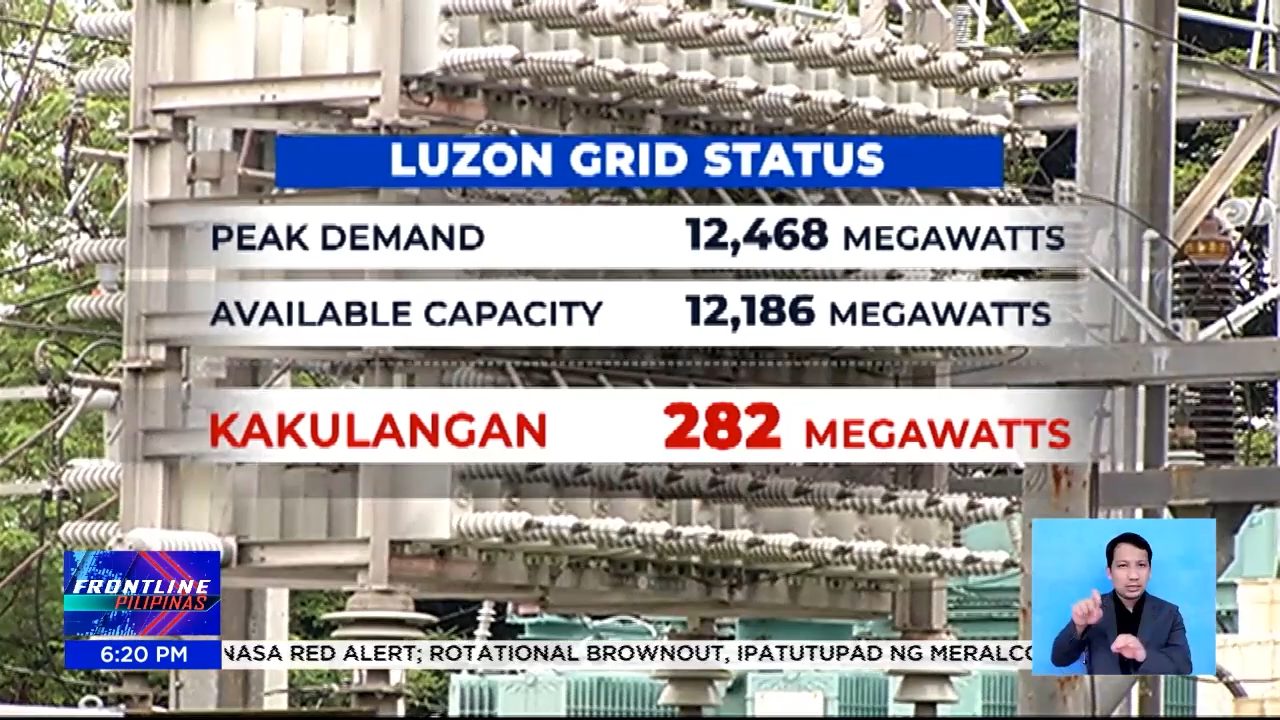 LUZON GRID STATUS
PEAK DEMAND 12,468 MEGAWATTS
AVAILABLE CAPACITY 12,186 MEGAWATTS
KAKULANGAN 282 MEGAWATTS
FRONTLINE
PILIPINAS
6:20 PM NASA RED ALERT; ROTATIONAL BROWNOUT, IPATUTUPAD NG MERALCO